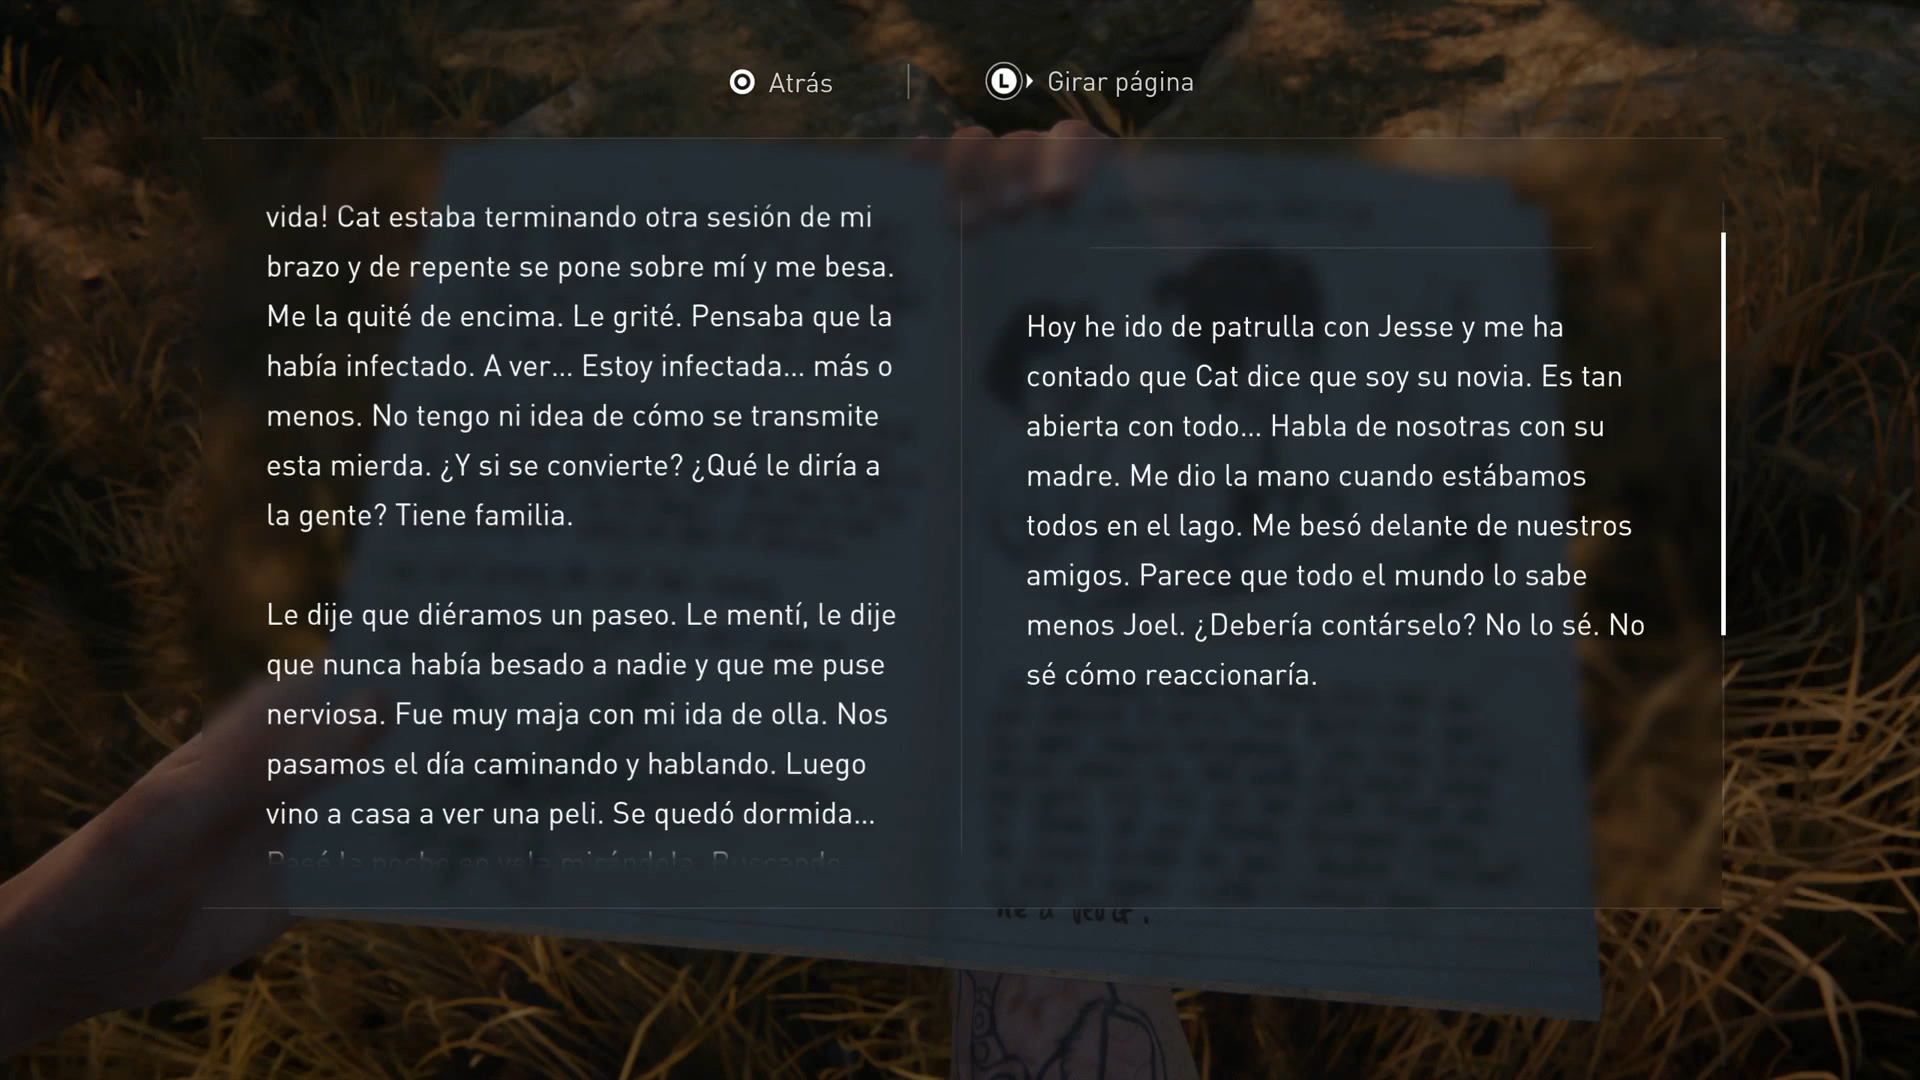 Atrás
L Girar página
vida! Cat estaba terminando otra sesión de mi
brazo y de repente se pone sobre mí y me besa.
Me la quité de encima. Le grité. Pensaba que la
había infectado. A ver... Estoy infectada... más o
menos. No tengo ni idea de cómo se transmite
esta mierda. ¿Y si se convierte? ¿Qué le diría a
la gente? Tiene familia.
Le dije que diéramos un paseo. Le mentí, le dije
que nunca había besado a nadie y que me puse
nerviosa. Fue muy maja con mi ida de olla. Nos
pasamos el día caminando y hablando. Luego
vino a casa a ver una peli. Se quedó dormida...
Pasé la noche en vela mirándola. Buscando
Hoy he ido de patrulla con Jesse y me ha
contado que Cat dice que soy su novia. Es tan
abierta con todo... Habla de nosotras con su
madre. Me dio la mano cuando estábamos
todos en el lago. Me besó delante de nuestros
amigos. Parece que todo el mundo lo sabe
menos Joel. ¿Debería contárselo? No lo sé. No
sé cómo reaccionaría.